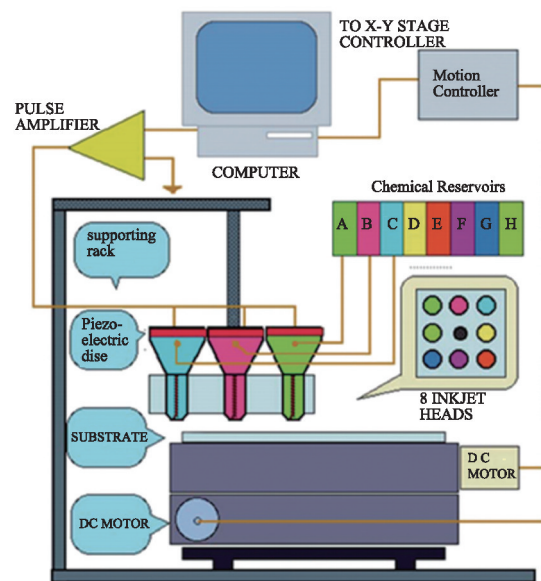 TO X-Y STAGE
CONTROLLER
Motion
Controller
PULSE
AMPLIFIER
COMPUTER
Chemical Reservoirs
A B C D E F G H
supporting
rack
Piezo-
electric
dise
8 INKJET
HEADS
SUBSTRATE
D C
MOTOR
DC MOTOR